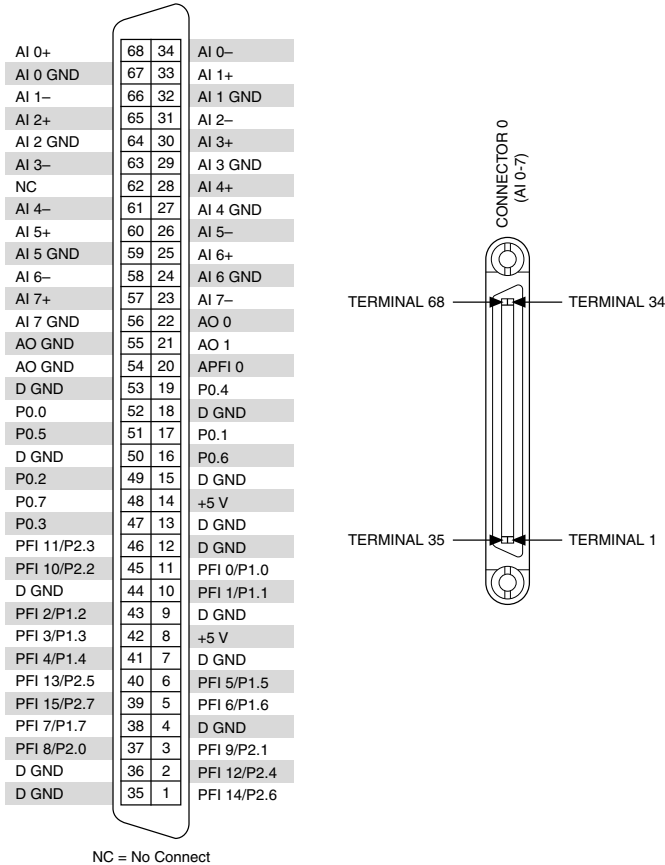 AI 0+ 68 34 AI 0–
AI 0 GND 67 33 AI 1+
AI 1– 66 32 AI 1 GND
AI 2+ 65 31 AI 2–
AI 2 GND 64 30 AI 3+
AI 3– 63 29 AI 3 GND
NC 62 28 AI 4+
AI 4– 61 27 AI 4 GND
AI 5+ 60 26 AI 5–
AI 5 GND 59 25 AI 6+
AI 6– 58 24 AI 6 GND
AI 7+ 57 23 AI 7–
AI 7 GND 56 22 AO 0
AO GND 55 21 AO 1
AO GND 54 20 APFI 0
D GND 53 19 P0.4
P0.0 52 18 D GND
P0.5 51 17 P0.1
D GND 50 16 P0.6
P0.2 49 15 D GND
P0.7 48 14 +5 V
P0.3 47 13 D GND
PFI 11/P2.3 46 12 D GND
PFI 10/P2.2 45 11 PFI 0/P1.0
D GND 44 10 PFI 1/P1.1
PFI 2/P1.2 43 9 D GND
PFI 3/P1.3 42 8 +5 V
PFI 4/P1.4 41 7 D GND
PFI 13/P2.5 40 6 PFI 5/P1.5
PFI 15/P2.7 39 5 PFI 6/P1.6
PFI 7/P1.7 38 4 D GND
PFI 8/P2.0 37 3 PFI 9/P2.1
D GND 36 2 PFI 12/P2.4
D GND 35 1 PFI 14/P2.6
NC = No Connect
CONNECTOR 0
(AI 0-7)
TERMINAL 68
TERMINAL 34
TERMINAL 35
TERMINAL 1